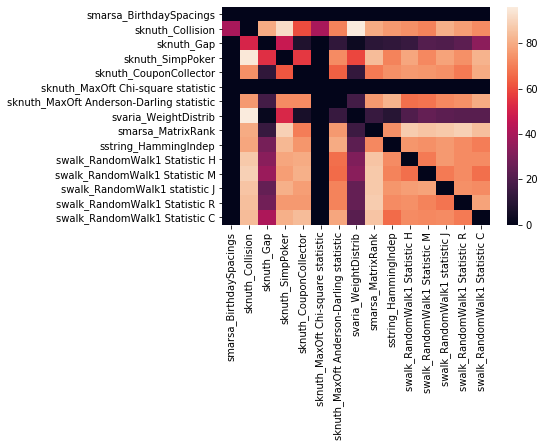 smarsa_BirthdaySpacings
sknuth_Collision
sknuth_Gap
sknuth_SimpPoker
sknuth_CouponCollector
sknuth_MaxOft Chi-square statistic
sknuth_MaxOft Anderson-Darling statistic
svaria_WeightDistrib
smarsa_MatrixRank
sstring_HammingIndep
swalk_RandomWalk1 Statistic H
swalk_RandomWalk1 Statistic M
swalk_RandomWalk1 statistic J
swalk_RandomWalk1 Statistic R
swalk_RandomWalk1 Statistic C
smarsa_BirthdaySpacings
sknuth_Collision
sknuth_Gap
sknuth_SimpPoker
sknuth_CouponCollector
sknuth_MaxOft Chi-square statistic
sknuth_MaxOft Anderson-Darling statistic
svaria_WeightDistrib
smarsa_MatrixRank
sstring_HammingIndep
swalk_RandomWalk1 Statistic H
swalk_RandomWalk1 Statistic M
swalk_RandomWalk1 statistic J
swalk_RandomWalk1 Statistic R
swalk_RandomWalk1 Statistic C
80
60
40
20
0